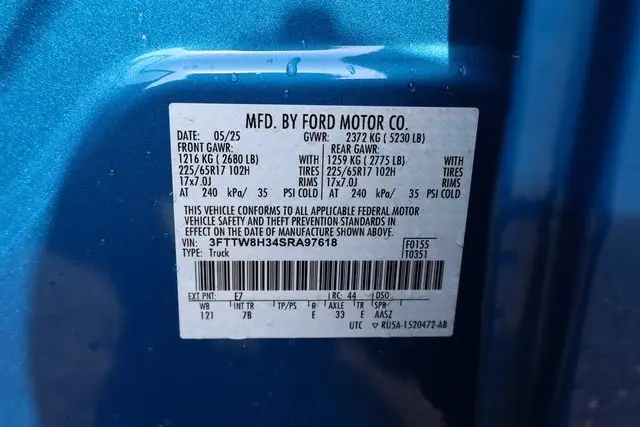 MFD. BY FORD MOTOR CO.
DATE: 05/25 GVWR: 2372 KG ( 5230 LB)
FRONT GAWR: REAR GAWR:
1216 KG ( 2680 LB) WITH 1259 KG ( 2775 LB) WITH
225/65R17 102H TIRES 225/65R17 102H TIRES
17x7.0J RIMS 17x7.0J RIMS
AT 240 kPa/ 35 PSI COLD AT 240 kPa/ 35 PSI COLD
THIS VEHICLE CONFORMS TO ALL APPLICABLE FEDERAL MOTOR
VEHICLE SAFETY AND THEFT PREVENTION STANDARDS IN
EFFECT ON THE DATE OF MANUFACTURE SHOWN ABOVE.
VIN: 3FTTW8H34SRA97618 F0155
TYPE: Truck T0351
EXT PNT: E7 RC: 44 DSO:
WB INT TR TP/PS R AXLE TR SPR
121 7B E 33 E AASZ
UTC ▽ RU5A-1520472-AB